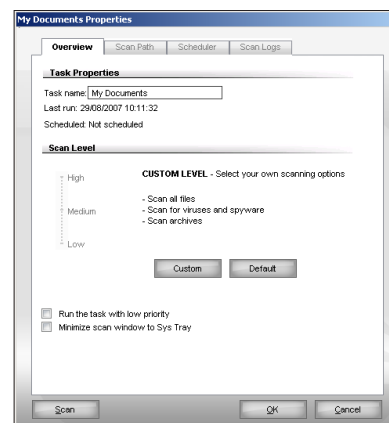 My Documents Properties
Overview Scan Path Scheduler Scan Logs
Task Properties
Task name: My Documents
Last run: 29/08/2007 10:11:32
Scheduled: Not scheduled
Scan Level
High
Medium
Low
CUSTOM LEVEL - Select your own scanning options
- Scan all files
- Scan for viruses and spyware
- Scan archives
Custom Default
Run the task with low priority
Minimize scan window to Sys Tray
Scan OK Cancel